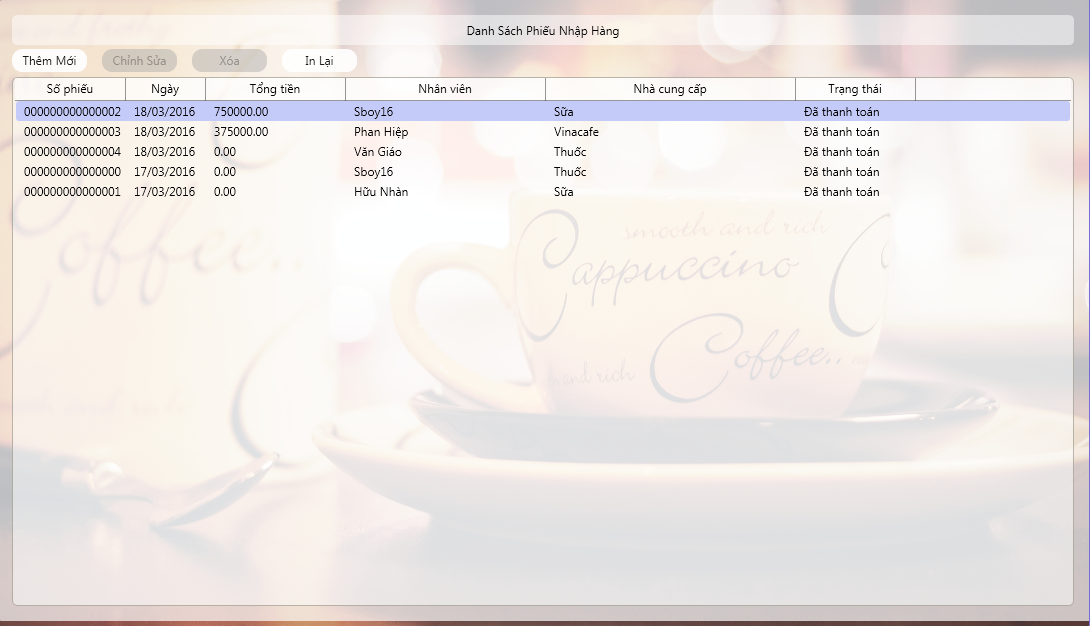 Danh Sách Phiếu Nhập Hàng
Thêm Mới Chỉnh Sửa Xóa In Lại
Số phiếu Ngày Tổng tiền Nhân viên Nhà cung cấp Trạng thái
000000000000002 18/03/2016 750000.00 Sboy16 Sữa Đã thanh toán
000000000000003 18/03/2016 375000.00 Phan Hiệp Vinacafe Đã thanh toán
000000000000004 18/03/2016 0.00 Văn Giáo Thuốc Đã thanh toán
000000000000000 17/03/2016 0.00 Sboy16 Thuốc Đã thanh toán
000000000000001 17/03/2016 0.00 Hữu Nhàn Sữa Đã thanh toán
smooth and rich
Cappuccino
Coffee..
and rich
offee...